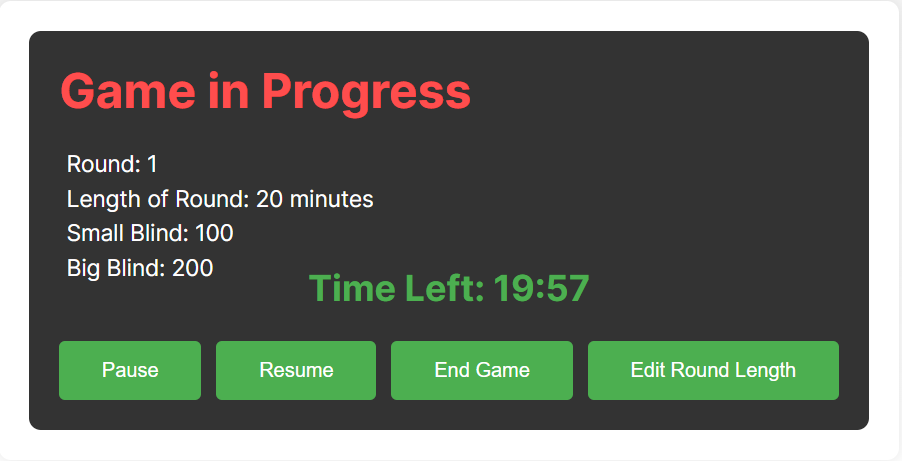 Game in Progress
Round: 1
Length of Round: 20 minutes
Small Blind: 100
Big Blind: 200
Time Left: 19:57
Pause
Resume
End Game
Edit Round Length